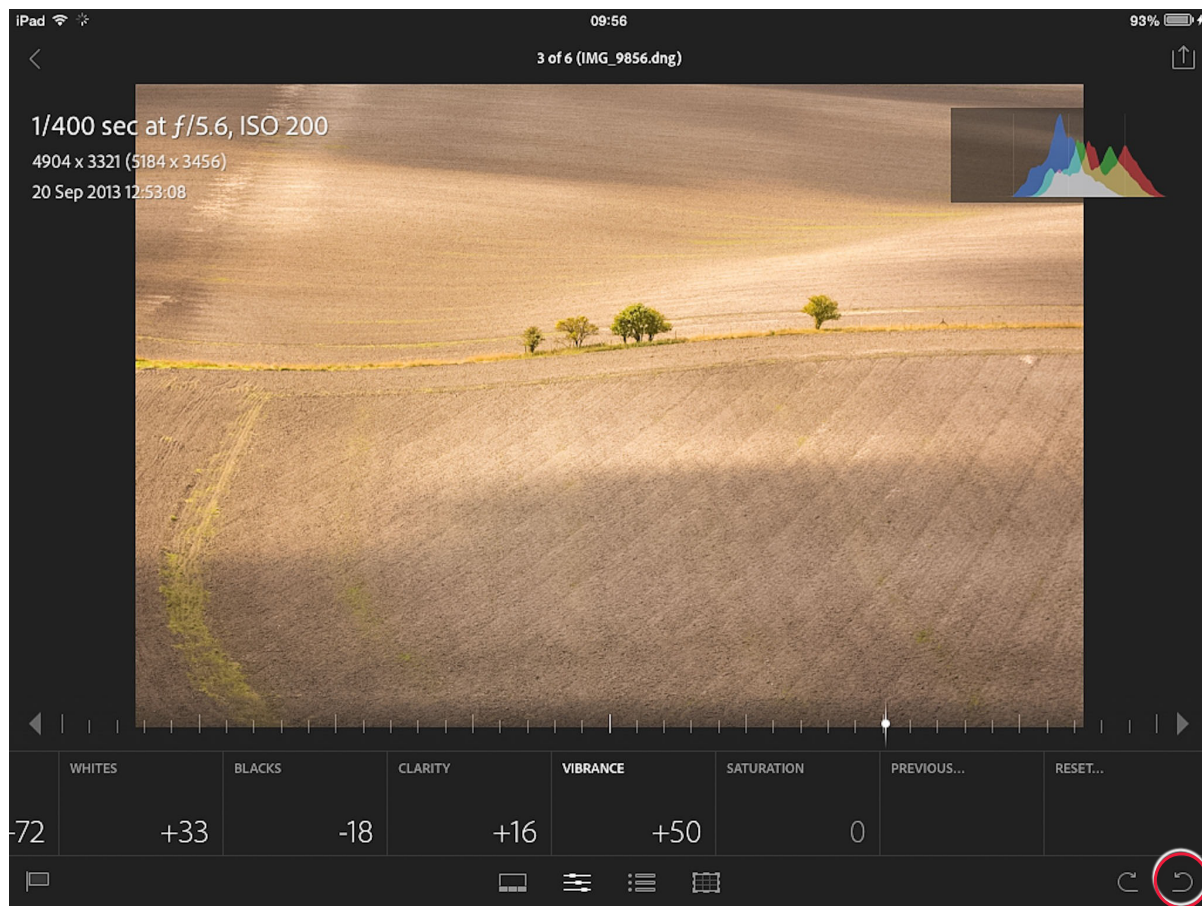 iPad 09:56 93%
3 of 6 (IMG_9856.dng)
1/400 sec at ƒ/5.6, ISO 200
4904 x 3321 (5184 x 3456)
20 Sep 2013 12:53:08
WHITES BLACKS CLARITY VIBRANCE SATURATION PREVIOUS... RESET...
-72 +33 -18 +16 +50 0